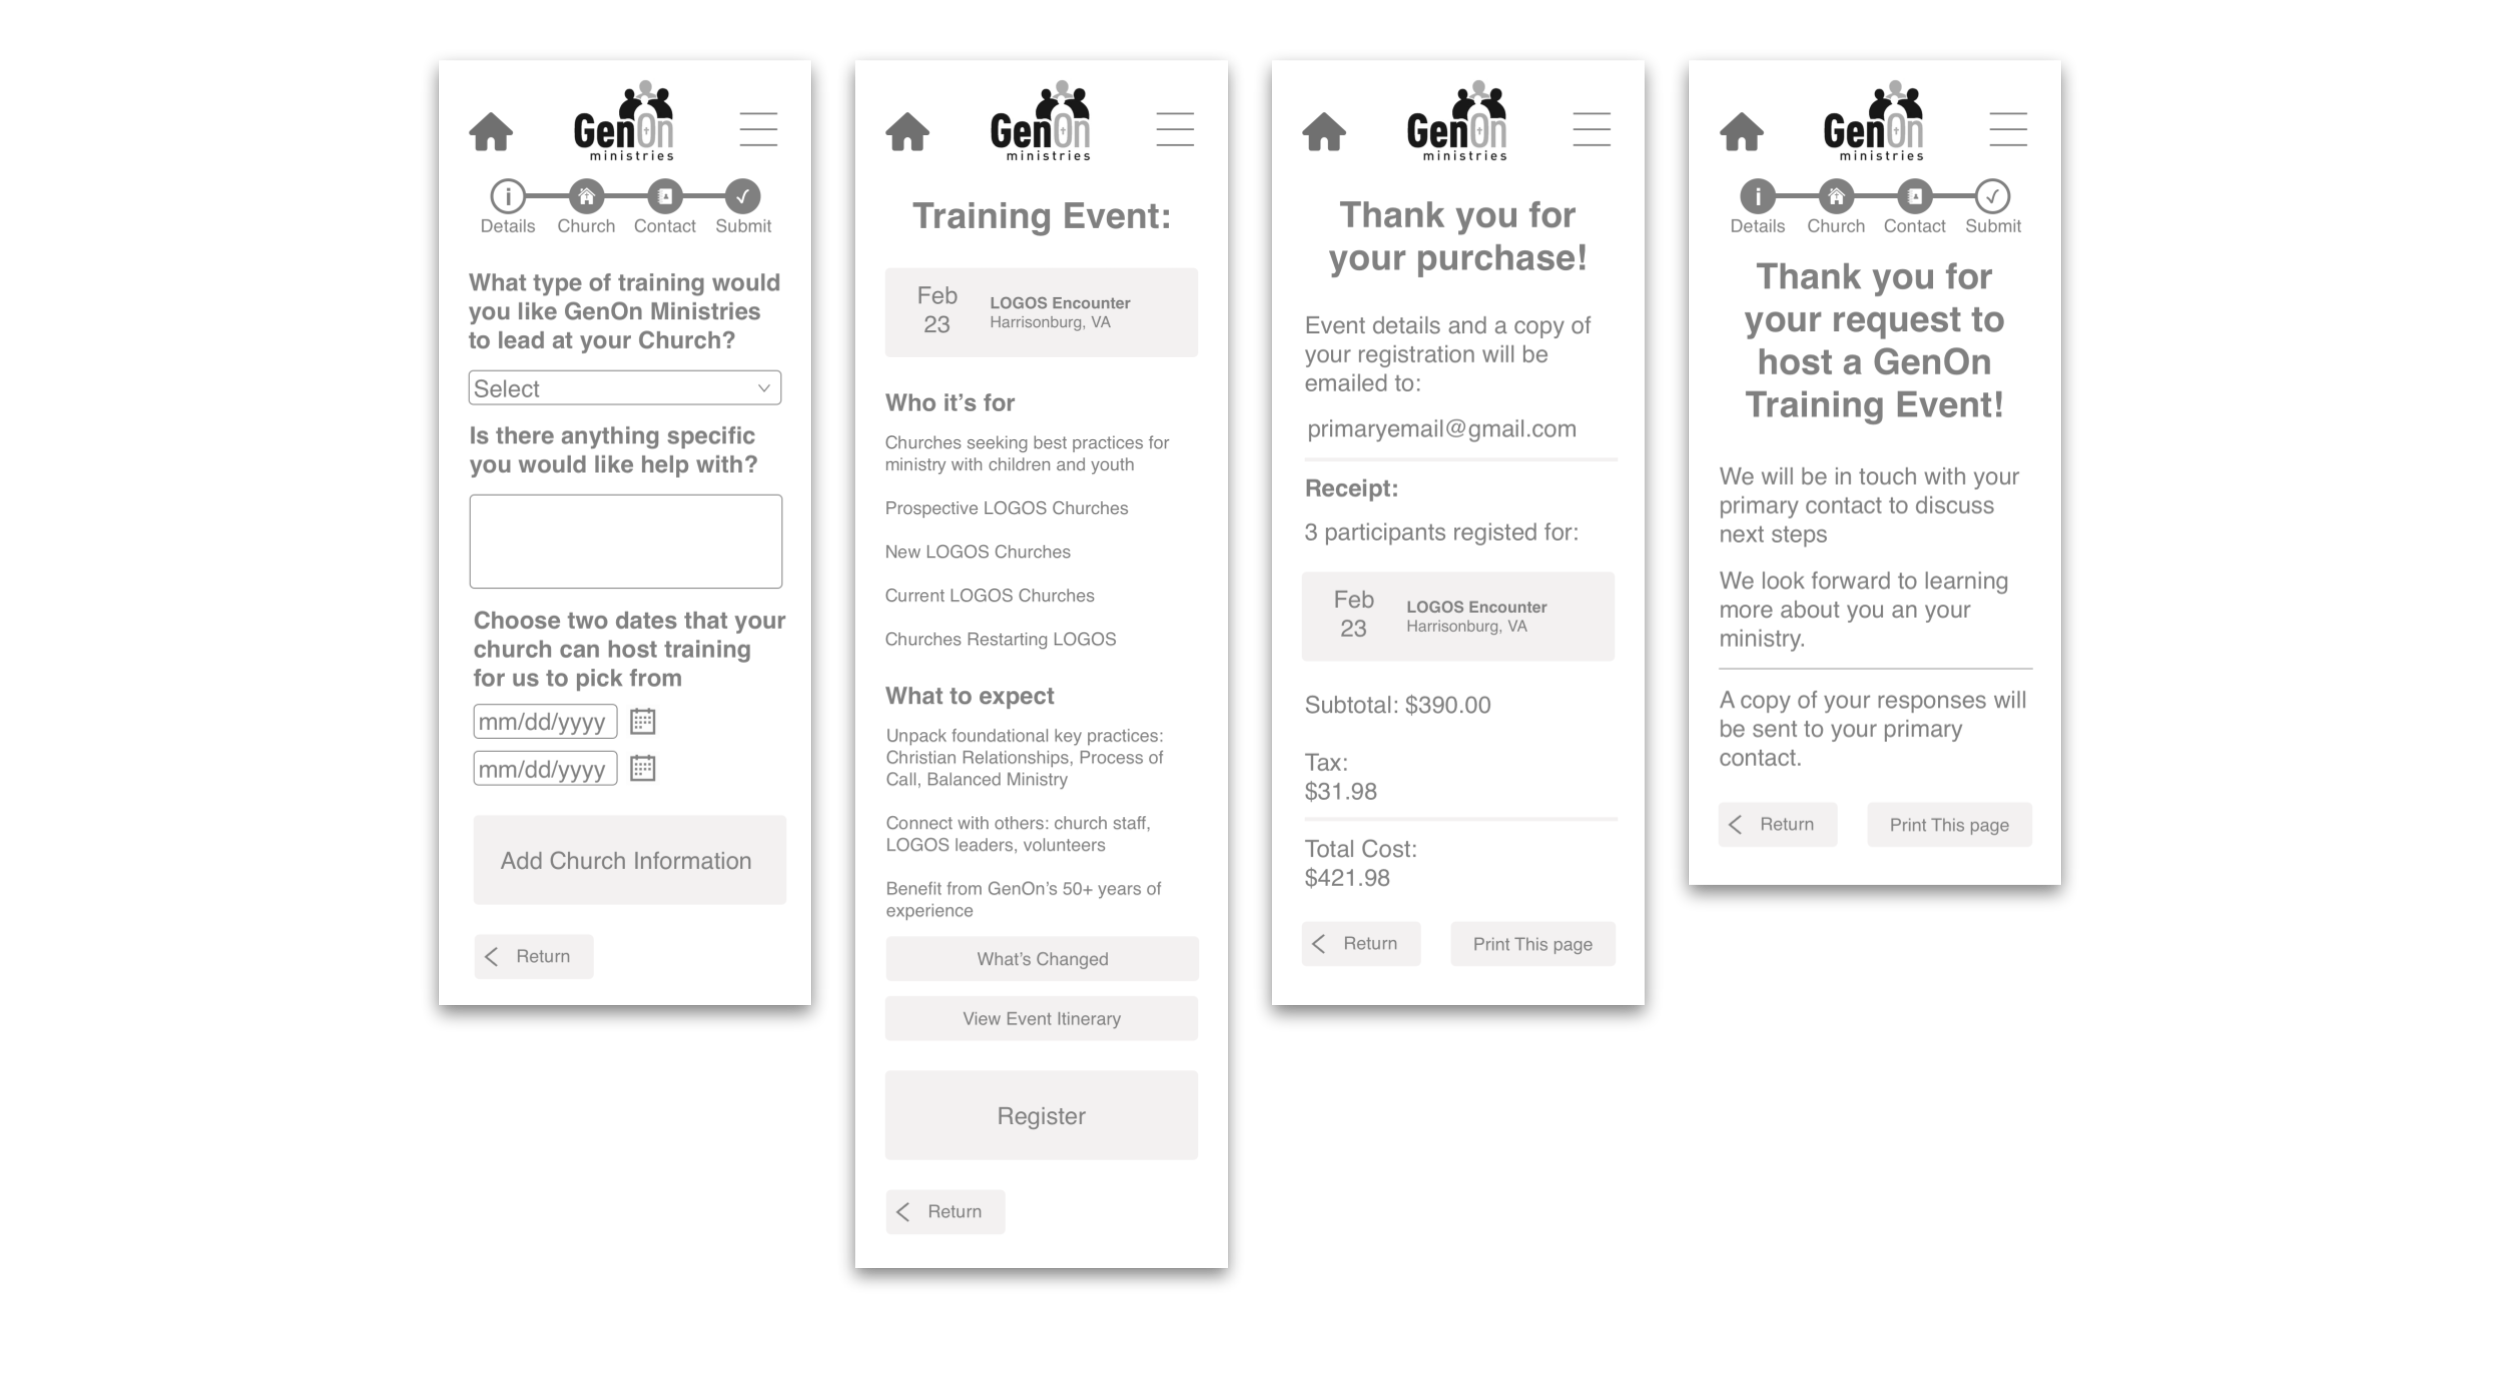 GenOn
ministries
Details Church Contact Submit
What type of training would
you like GenOn Ministries
to lead at your Church?
Select
Is there anything specific
you would like help with?
Choose two dates that your
church can host training
for us to pick from
mm/dd/yyyy
mm/dd/yyyy
Add Church Information
Return
GenOn
ministries
Training Event:
Feb
23
LOGOS Encounter
Harrisonburg, VA
Who it’s for
Churches seeking best practices for
ministry with children and youth
Prospective LOGOS Churches
New LOGOS Churches
Current LOGOS Churches
Churches Restarting LOGOS
What to expect
Unpack foundational key practices:
Christian Relationships, Process of
Call, Balanced Ministry
Connect with others: church staff,
LOGOS leaders, volunteers
Benefit from GenOn’s 50+ years of
experience
What’s Changed
View Event Itinerary
Register
Return
GenOn
ministries
Thank you for
your purchase!
Event details and a copy of
your registration will be
emailed to:
primaryemail@gmail.com
Receipt:
3 participants registed for:
Feb
23
LOGOS Encounter
Harrisonburg, VA
Subtotal: $390.00
Tax:
$31.98
Total Cost:
$421.98
Return
Print This page
GenOn
ministries
Details Church Contact Submit
Thank you for
your request to
host a GenOn
Training Event!
We will be in touch with your
primary contact to discuss
next steps
We look forward to learning
more about you an your
ministry.
A copy of your responses will
be sent to your primary
contact.
Return
Print This page